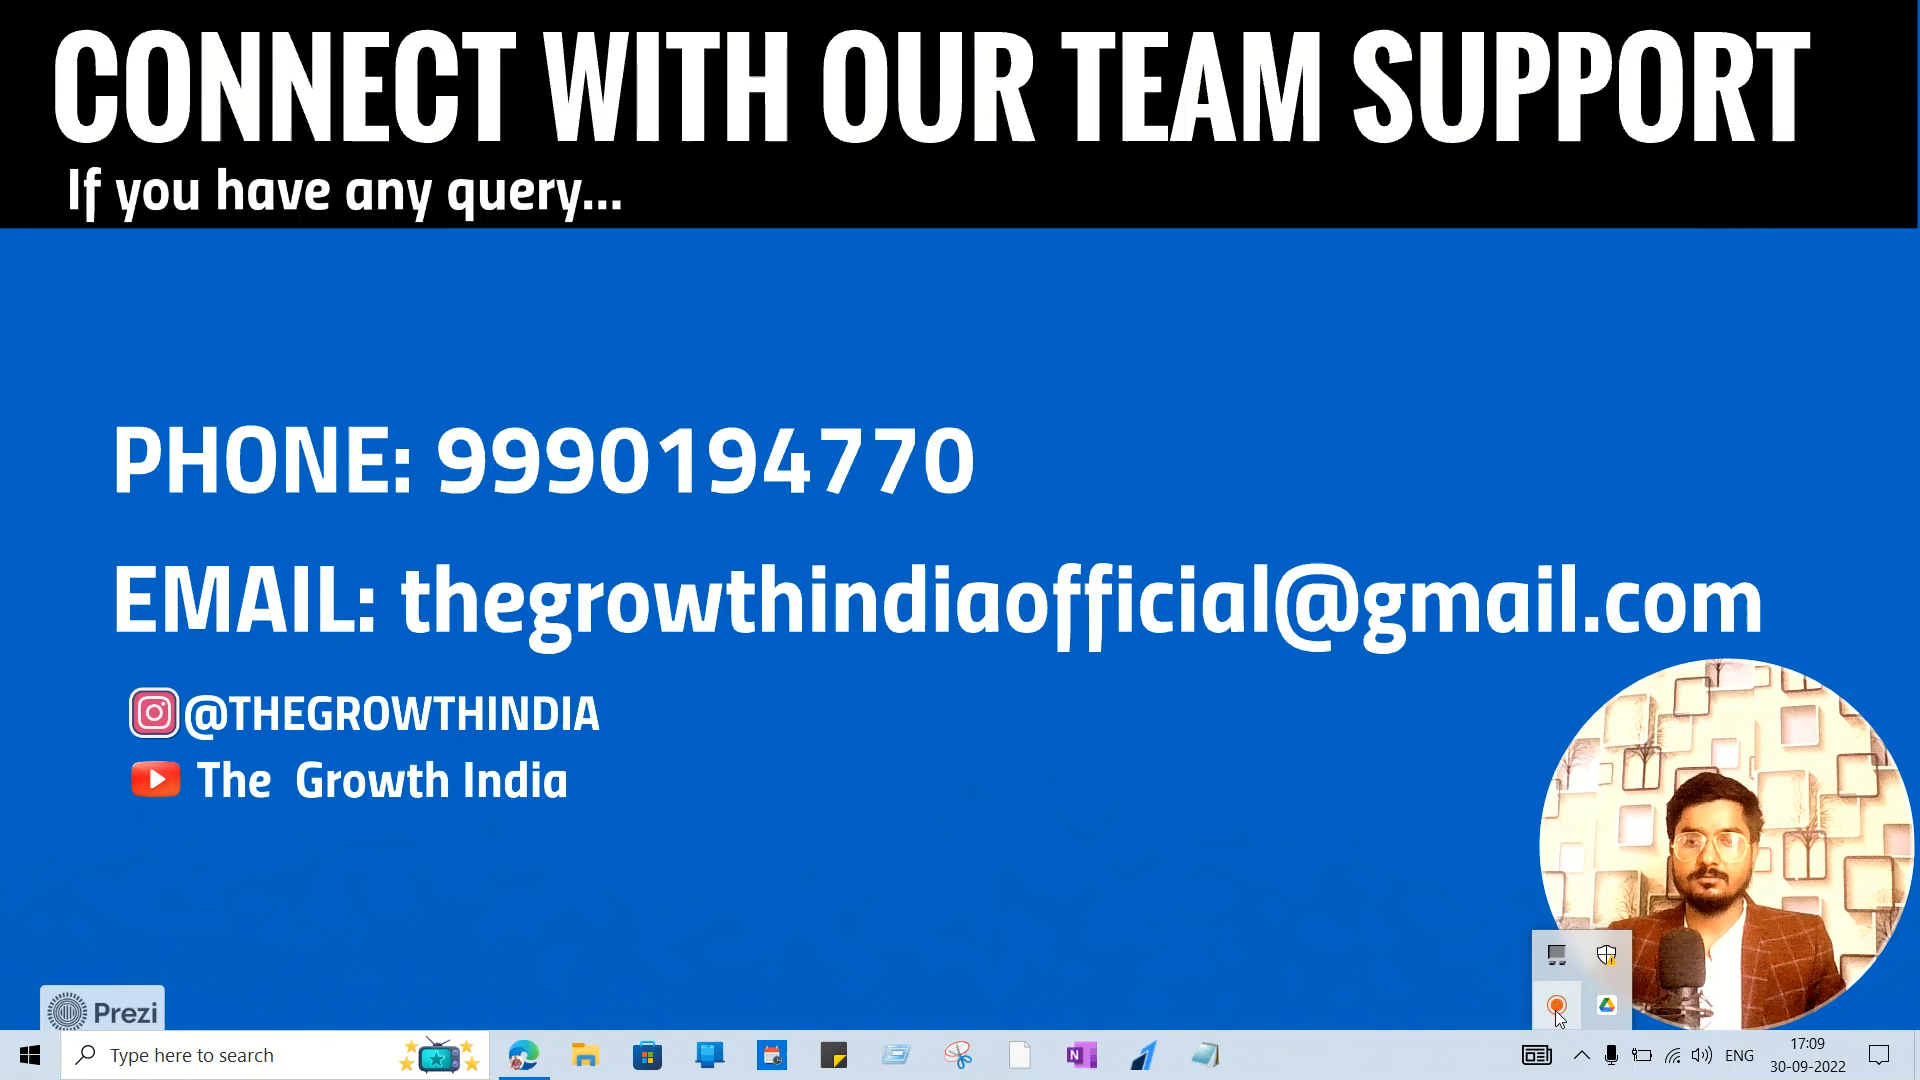 CONNECT WITH OUR TEAM SUPPORT
If you have any query...
PHONE: 9990194770
EMAIL: thegrowthindiaofficial@gmail.com
@THEGROWTHINDIA
The Growth India
Prezi
Type here to search
N
ENG
17:09
30-09-2022